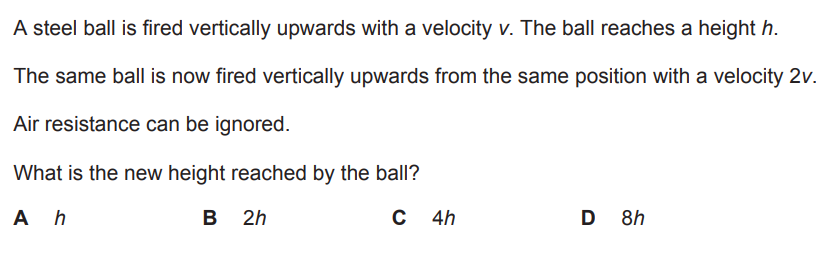 A steel ball is fired vertically upwards with a velocity v. The ball reaches a height h.
The same ball is now fired vertically upwards from the same position with a velocity 2v.
Air resistance can be ignored.
What is the new height reached by the ball?
A h B 2h C 4h D 8h